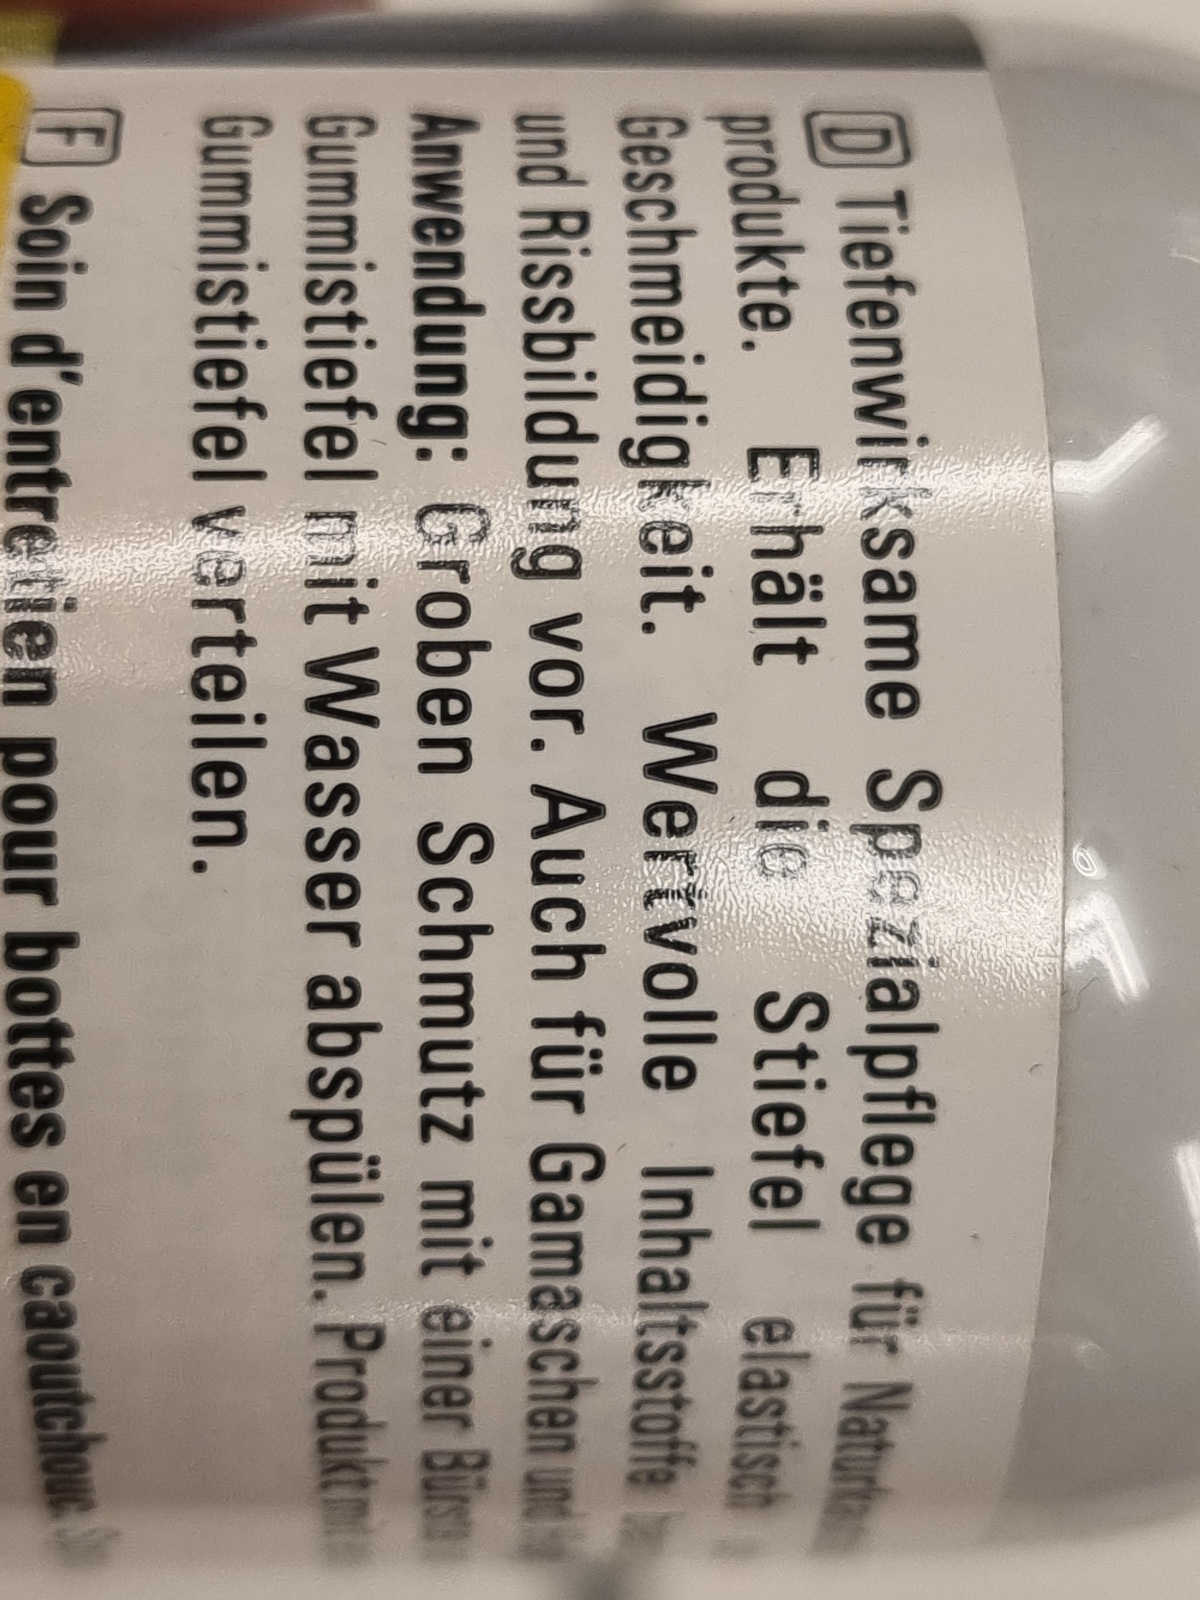 D Tiefenwirksame Spezialpflege für
produkte. Erhält die Stiefel elastisch
Geschmeidigkeit. Wertvolle Inhaltsstoffe
und Rissbildung vor. Auch für Gamaschen und
Anwendung: Groben Schmutz mit einer
Gummistiefel mit Wasser abspülen. Produkt
Gummistiefel verteilen.
F Soin d'entretien pour bottes en caoutchouc.